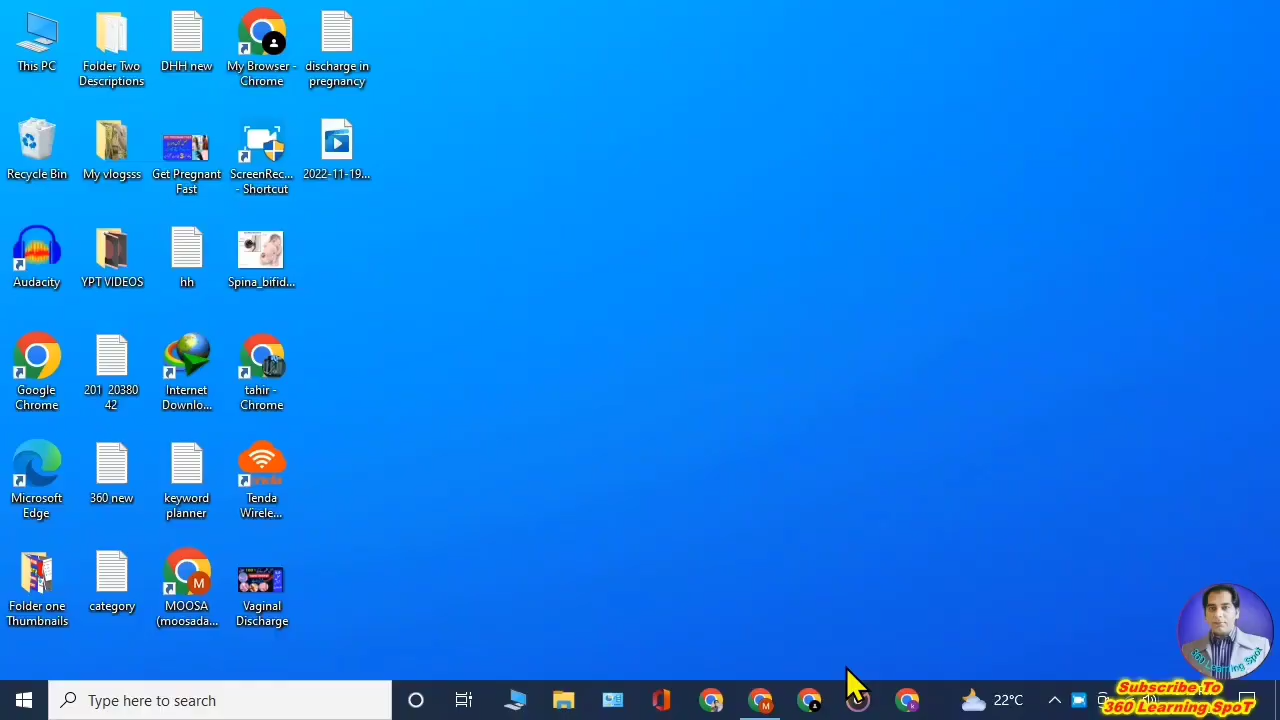 This PC
Folder Two
Descriptions
DHH new
My Browser -
Chrome
discharge in
pregnancy
Recycle Bin
My vlogsss
Get Pregnant
Fast
ScreenRec...
- Shortcut
2022-11-19...
Audacity
YPT VIDEOS
hh
Spina_bifid...
Google
Chrome
201_20380
42
Internet
Downlo...
tahir -
Chrome
Microsoft
Edge
360 new
keyword
planner
Tenda
Wirele...
Folder one
Thumbnails
category
M
MOOSA
(moosada...
Vaginal
Discharge
360 Learning Spot
Type here to search
22°C
Subscribe To
360 Learning SpoT